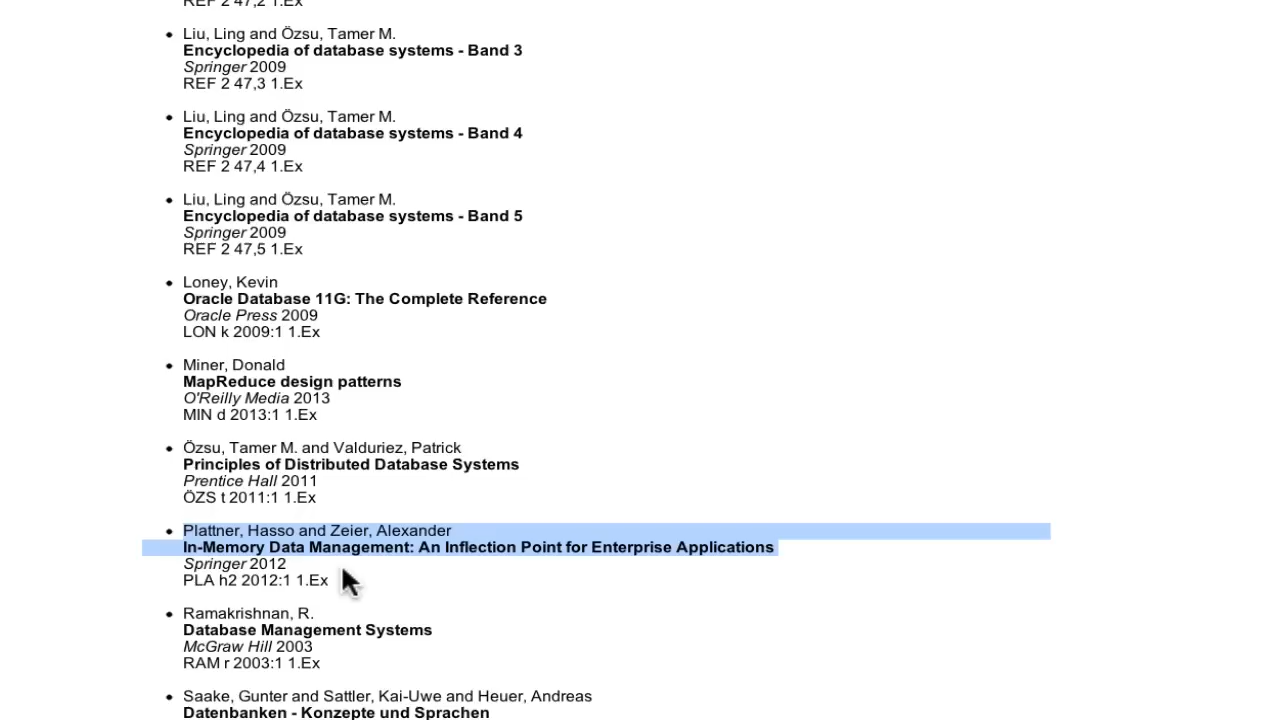 REF 2 47,2 1.Ex
Liu, Ling and Özsu, Tamer M.
Encyclopedia of database systems - Band 3
Springer 2009
REF 2 47,3 1.Ex
Liu, Ling and Özsu, Tamer M.
Encyclopedia of database systems - Band 4
Springer 2009
REF 2 47,4 1.Ex
Liu, Ling and Özsu, Tamer M.
Encyclopedia of database systems - Band 5
Springer 2009
REF 2 47,5 1.Ex
Loney, Kevin
Oracle Database 11G: The Complete Reference
Oracle Press 2009
LON k 2009:1 1.Ex
Miner, Donald
MapReduce design patterns
O'Reilly Media 2013
MIN d 2013:1 1.Ex
Özsu, Tamer M. and Valduriez, Patrick
Principles of Distributed Database Systems
Prentice Hall 2011
ÖZS t 2011:1 1.Ex
Plattner, Hasso and Zeier, Alexander
In-Memory Data Management: An Inflection Point for Enterprise Applications
Springer 2012
PLA h2 2012:1 1.Ex
Ramakrishnan, R.
Database Management Systems
McGraw Hill 2003
RAM r 2003:1 1.Ex
Saake, Gunter and Sattler, Kai-Uwe and Heuer, Andreas
Datenbanken - Konzepte und Sprachen